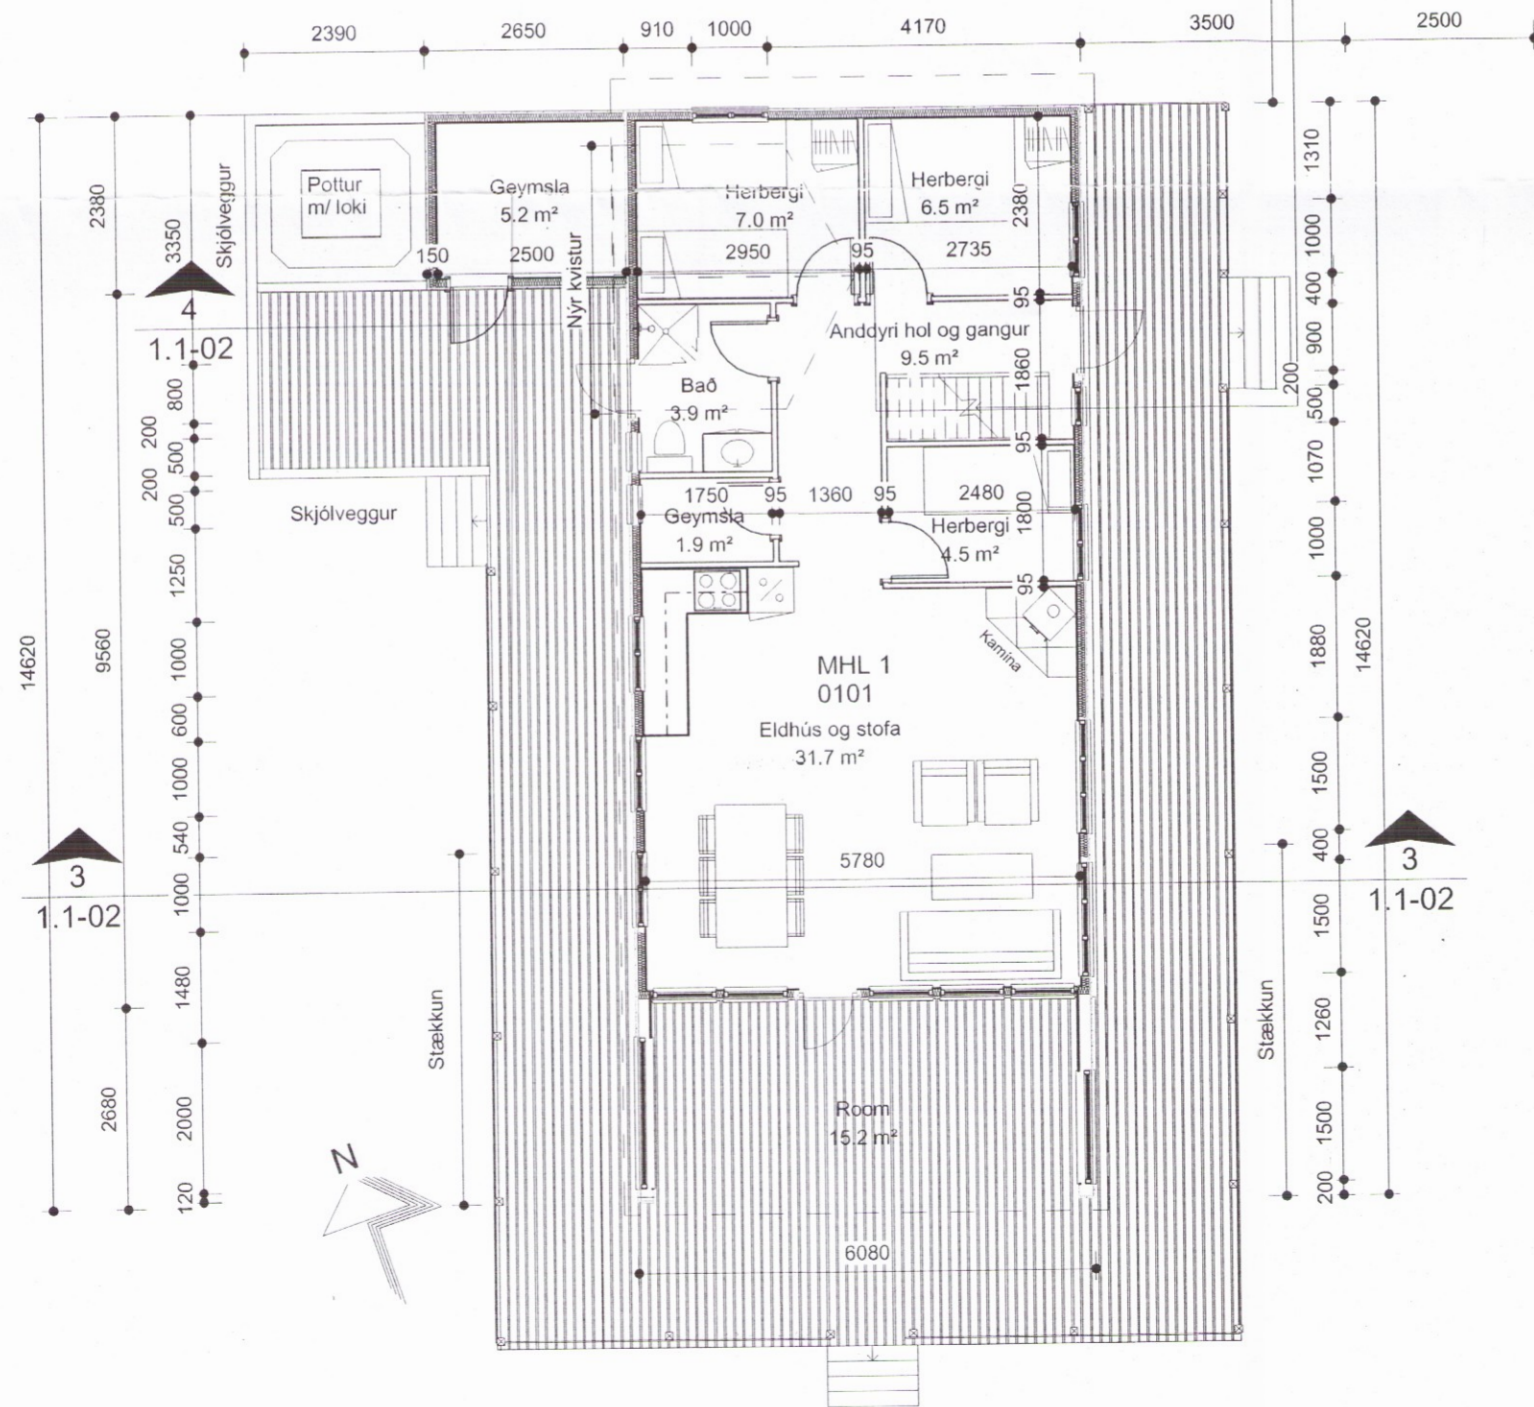 2390
2650
910
1000
4170
3500
2500
14620
2380
9560
2680
3350
Skjólveggur
4
1.1-02
800
200
500
200
500
1250
1000
600
1000
540
1000
1480
2000
120
3
1.1-02
Stækkun
Skjólveggur
Pottur
m/ loki
Geymsla
5.2 m²
150
2500
Nýr kvistur
Herbergi
7.0 m²
2950
95
Herbergi
6.5 m²
2380
2735
95
Anddyri hol og gangur
9.5 m²
1860
95
Bað
3.9 m²
1750
95
1360
95
2480
Geymsla
1.9 m²
Herbergi
4.5 m²
1800
95
Kamína
MHL 1
0101
Eldhús og stofa
31.7 m²
5780
Room
15.2 m²
6080
N
200
1310
1000
400
900
500
1070
1000
1880
1500
400
1500
1260
1500
200
14620
3
1.1-02
Stækkun